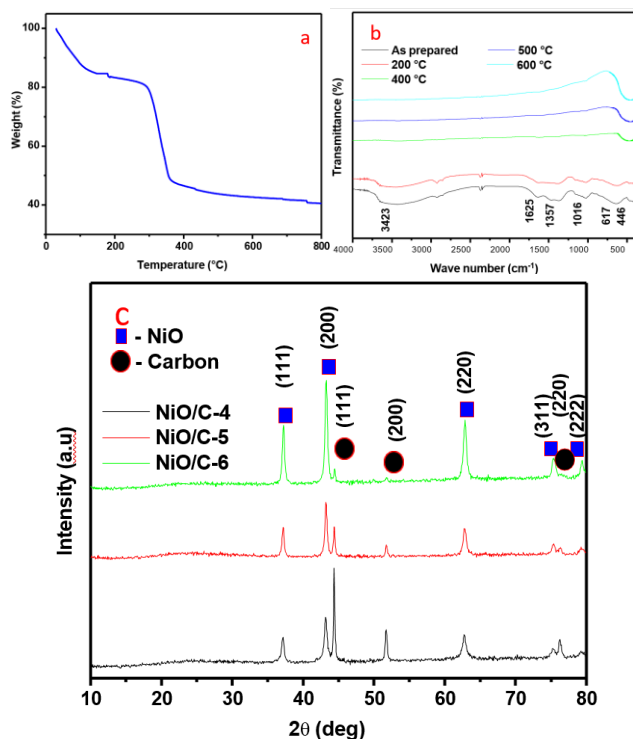 a
100
80
60
40
Weight (%)
0
200
400
600
800
Temperature (°C)
b
As prepared
200 °C
400 °C
500 °C
600 °C
Transmittance (%)
3423
1625
1357
1016
617
446
4000
3500
3000
2500
2000
1500
1000
500
Wave number (cm⁻¹)
C
- NiO
- Carbon
NiO/C-4
NiO/C-5
NiO/C-6
(111)
(200)
(111)
(200)
(220)
(311)
(220)
(222)
Intensity (a.u)
10
20
30
40
50
60
70
80
2θ (deg)